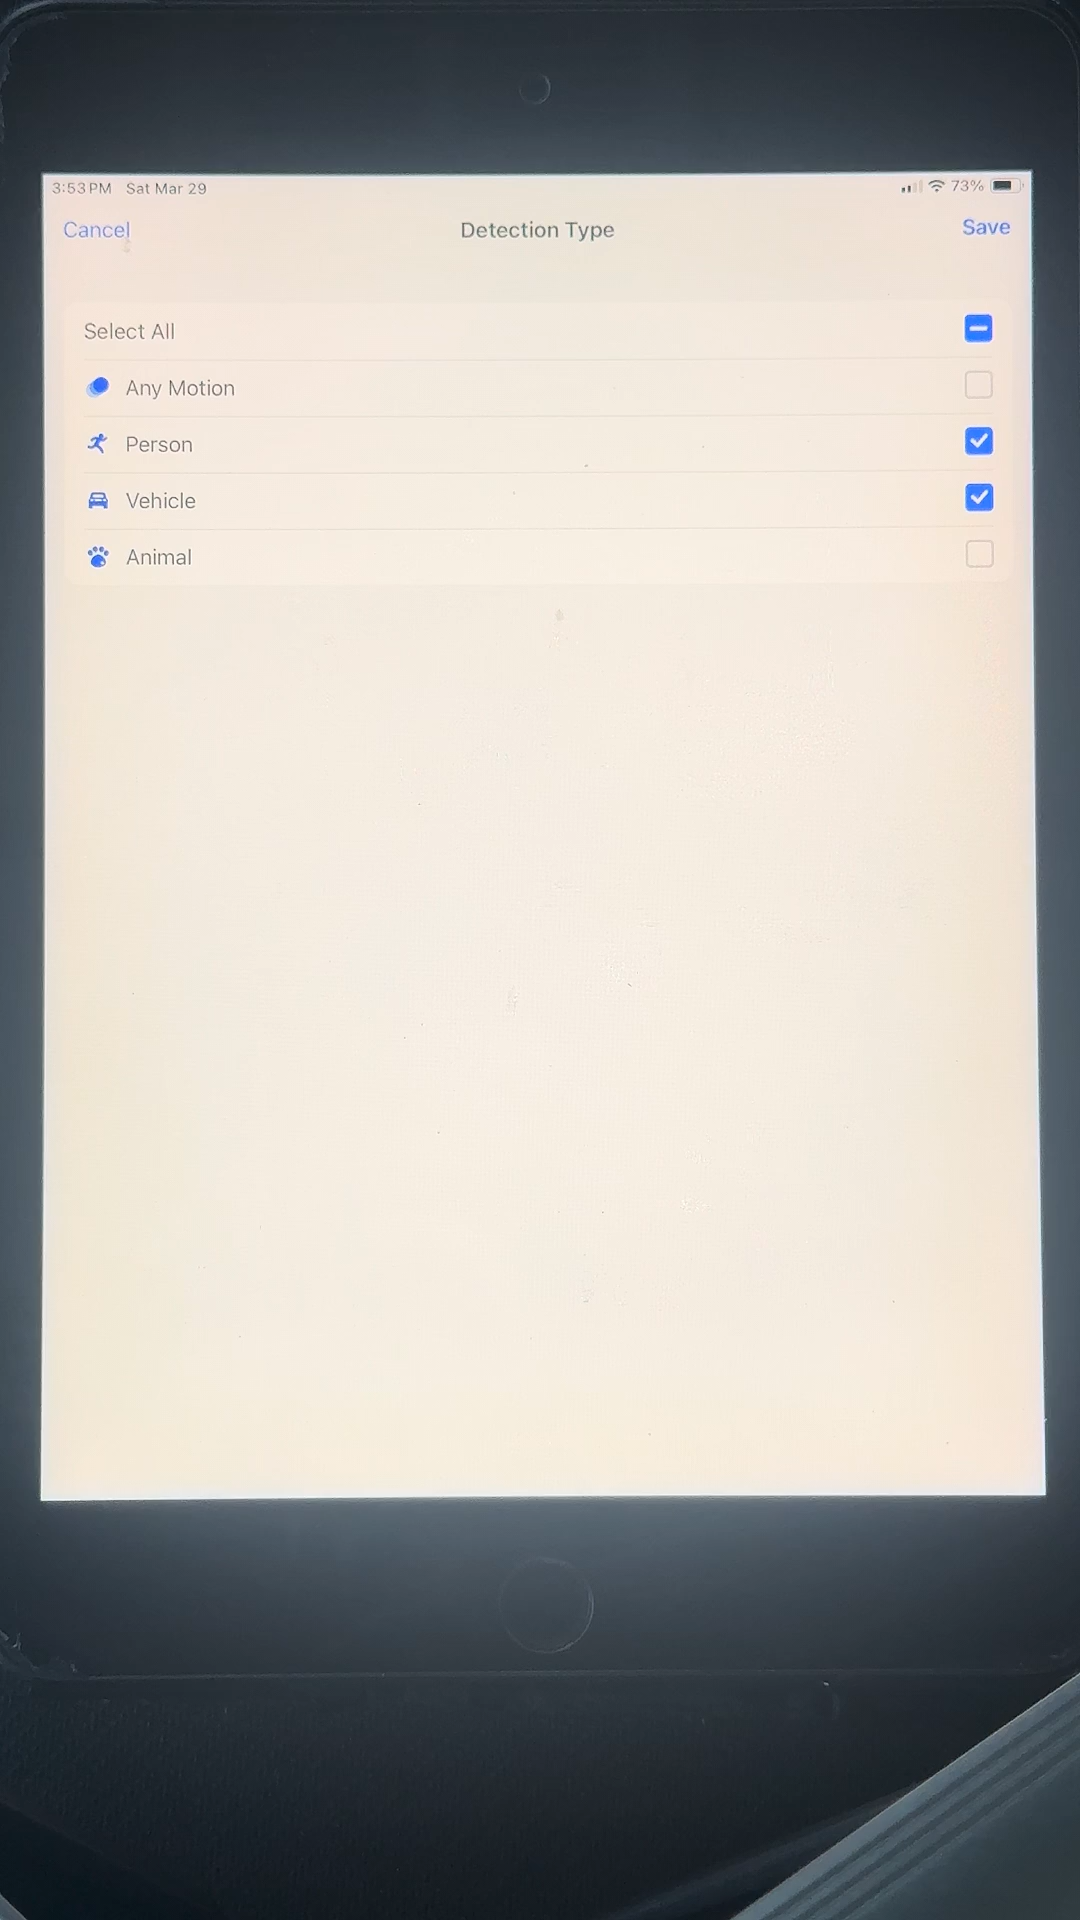 3:53 PM Sat Mar 29 73%
Cancel Detection Type Save
Select All
Any Motion
Person
Vehicle
Animal